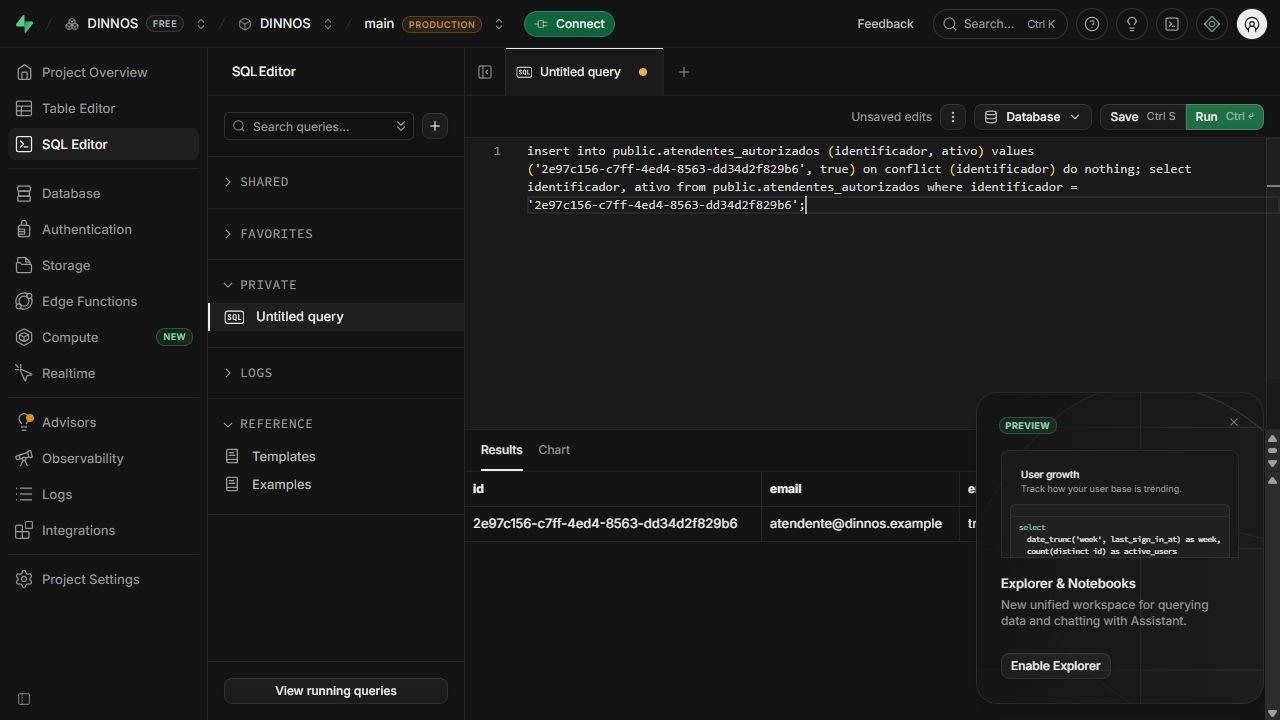 DINNOS FREE
DINNOS
main PRODUCTION
Connect
Feedback
Search... Ctrl K
Project Overview
Table Editor
SQL Editor
Database
Authentication
Storage
Edge Functions
Compute NEW
Realtime
Advisors
Observability
Logs
Integrations
Project Settings
SQL Editor
Search queries...
SHARED
FAVORITES
PRIVATE
SQL Untitled query
LOGS
REFERENCE
Templates
Examples
View running queries
SQL Untitled query
Unsaved edits
Database
Save Ctrl S
Run Ctrl ↵
1 insert into public.atendentes_autorizados (identificador, ativo) values
('2e97c156-c7ff-4ed4-8563-dd34d2f829b6', true) on conflict (identificador) do nothing; select
identificador, ativo from public.atendentes_autorizados where identificador =
'2e97c156-c7ff-4ed4-8563-dd34d2f829b6';
Results Chart
id email
2e97c156-c7ff-4ed4-8563-dd34d2f829b6 atendente@dinnos.example
PREVIEW
User growth
Track how your user base is trending.
select
date_trunc('week', last_sign_in_at) as week,
count(distinct id) as active_users
Explorer & Notebooks
New unified workspace for querying
data and chatting with Assistant.
Enable Explorer